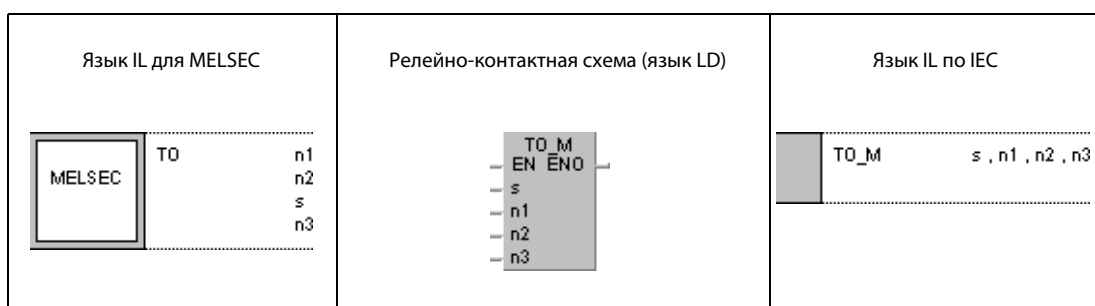 Язык IL для MELSEC
MELSEC
TO n1
n2
s
n3
Релейно-контактная схема (язык LD)
TO_M
EN ENO
s
n1
n2
n3
Язык IL по IEC
TO_M s , n1 , n2 , n3